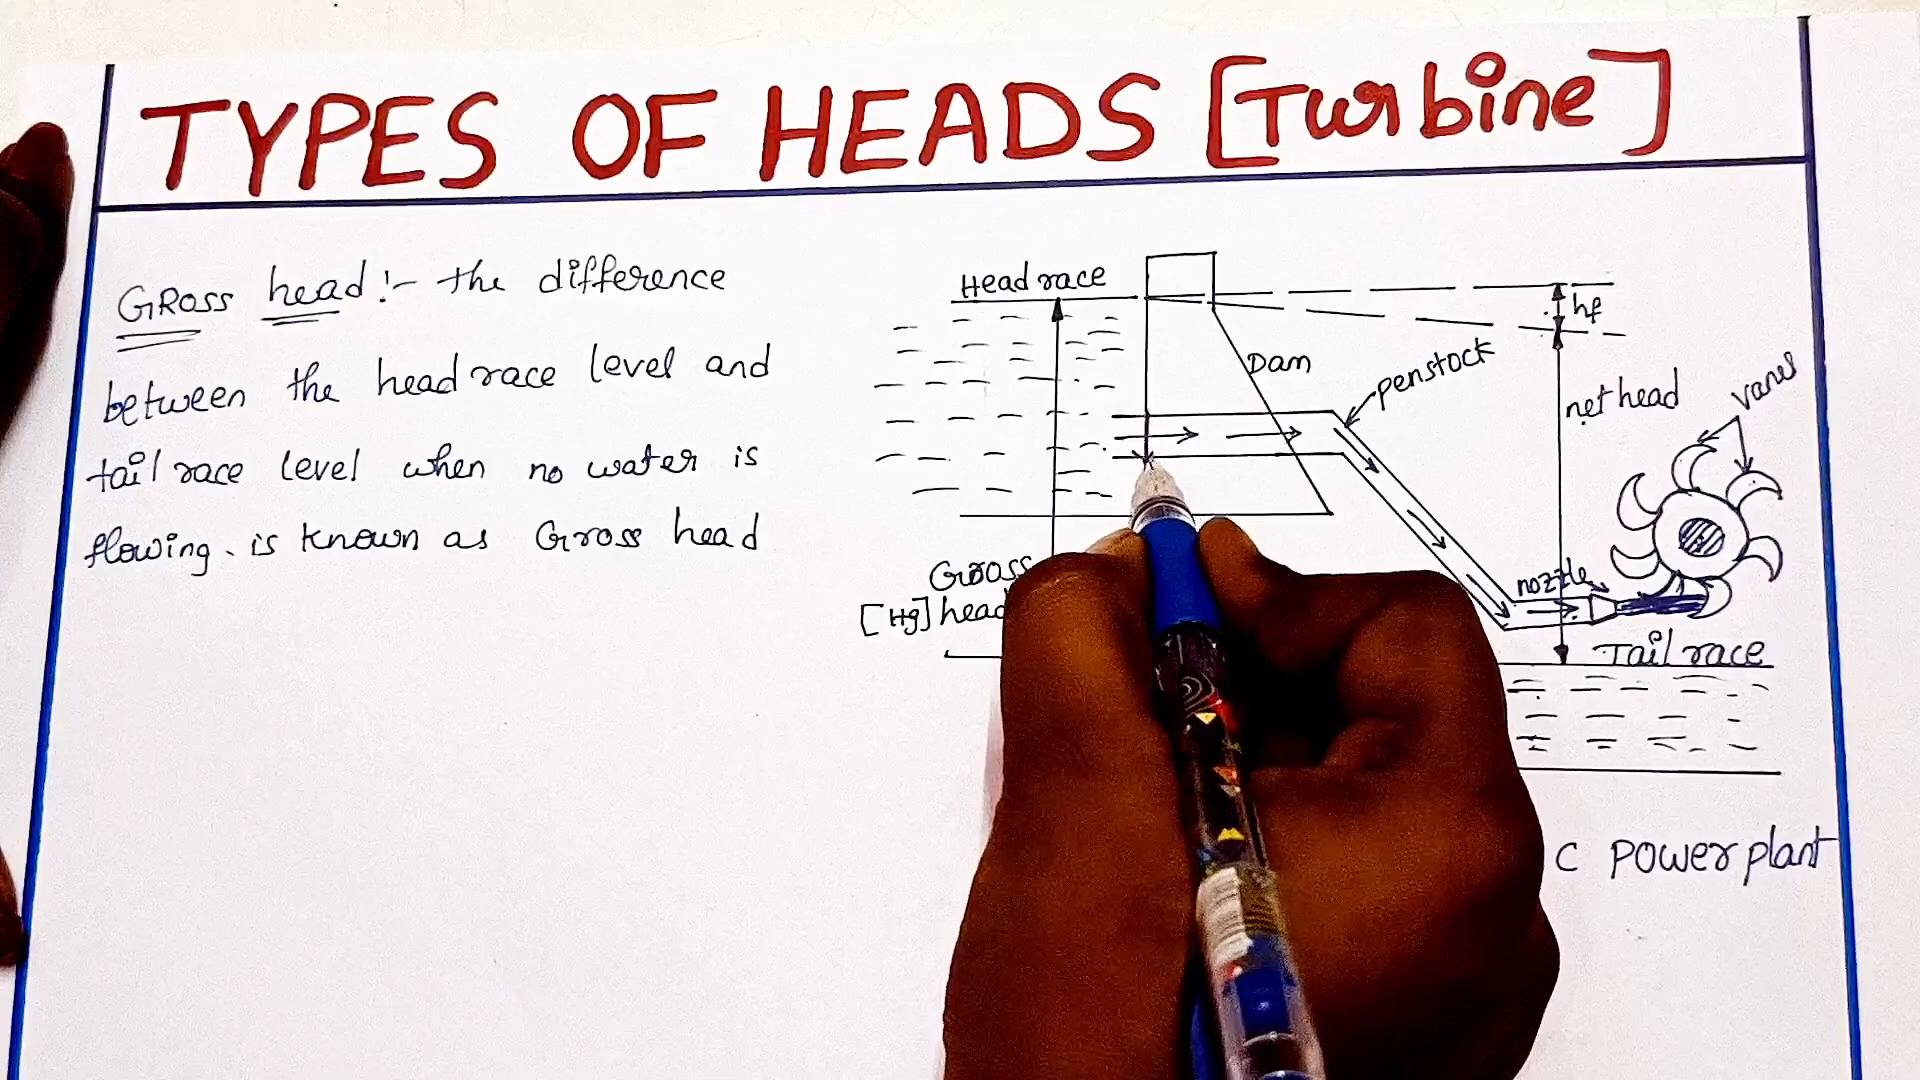 TYPES OF HEADS [Turbine]
Gross head :- the difference
between the head race level and
tail race level when no water is
flowing. is known as Gross head
Head race
hf
Dam
penstock
net head
vanes
Gross
[Hg] head
nozzle
Tail race
C power plant